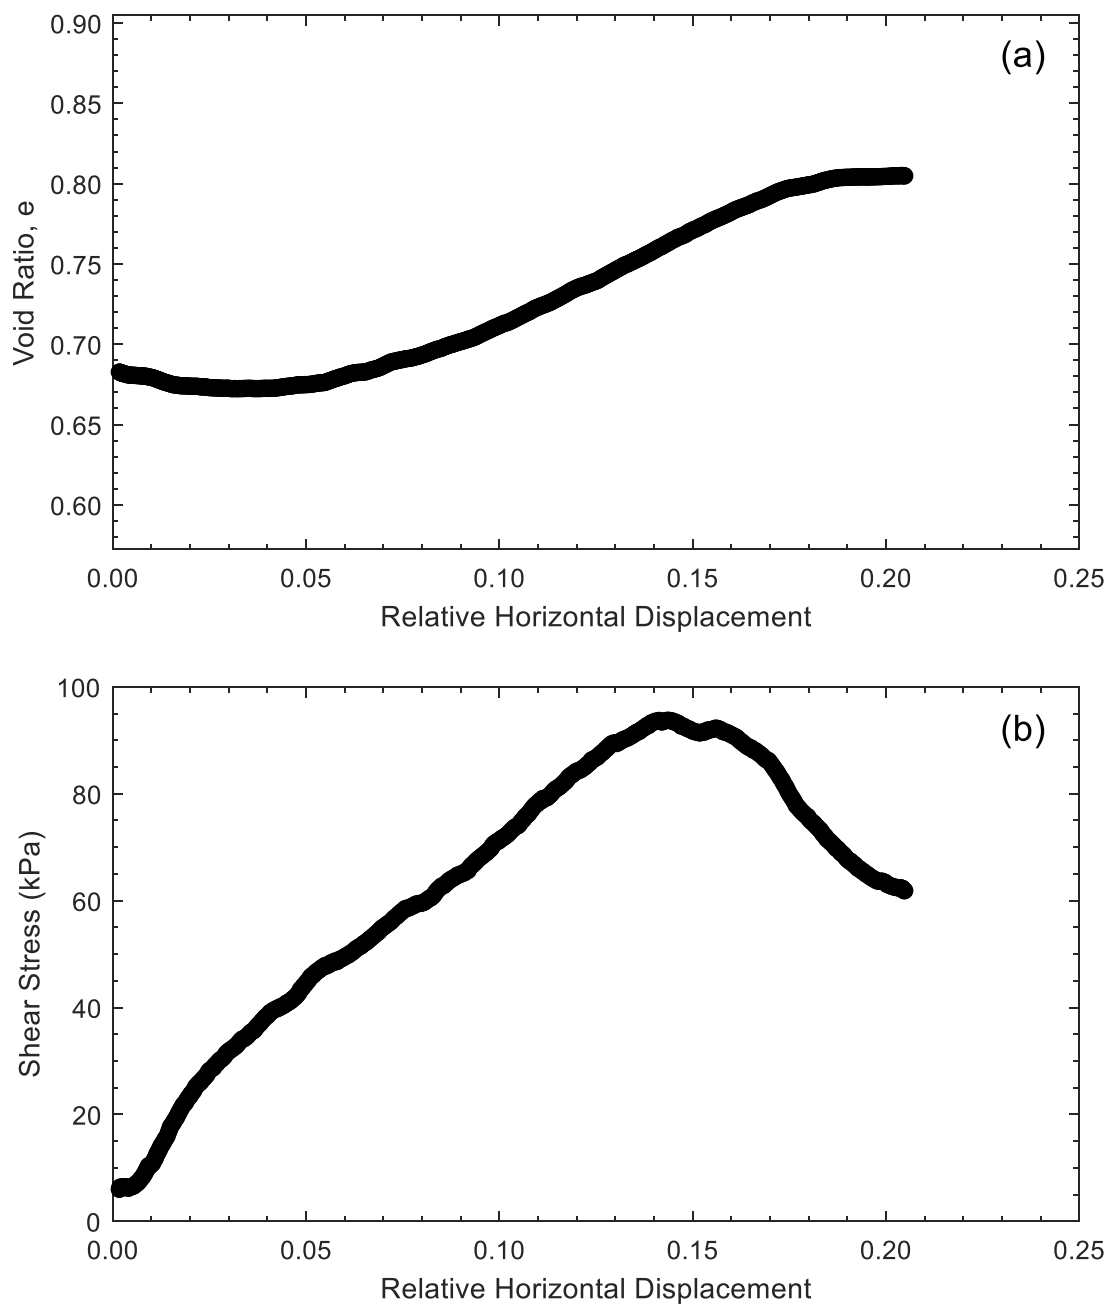 0.90
(a)
0.85
0.80
0.75
0.70
0.65
0.60
Void Ratio, e
0.00 0.05 0.10 0.15 0.20 0.25
Relative Horizontal Displacement
100
(b)
80
60
40
20
0
Shear Stress (kPa)
0.00 0.05 0.10 0.15 0.20 0.25
Relative Horizontal Displacement